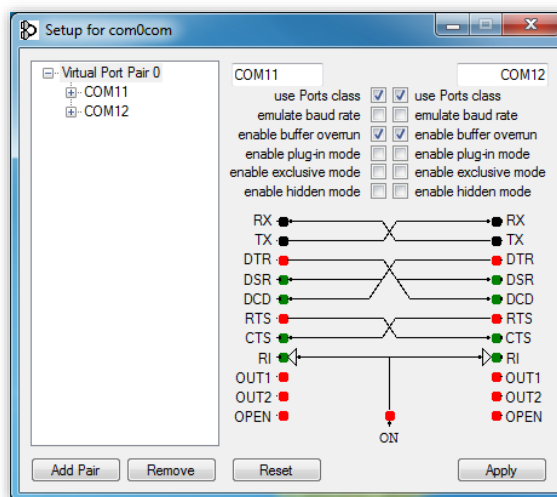 Setup for com0com
Virtual Port Pair 0
COM11
COM12
COM11 COM12
use Ports class use Ports class
emulate baud rate emulate baud rate
enable buffer overrun enable buffer overrun
enable plug-in mode enable plug-in mode
enable exclusive mode enable exclusive mode
enable hidden mode enable hidden mode
RX RX
TX TX
DTR DTR
DSR DSR
DCD DCD
RTS RTS
CTS CTS
RI RI
OUT1 OUT1
OUT2 OUT2
OPEN OPEN
ON
Add Pair Remove Reset Apply